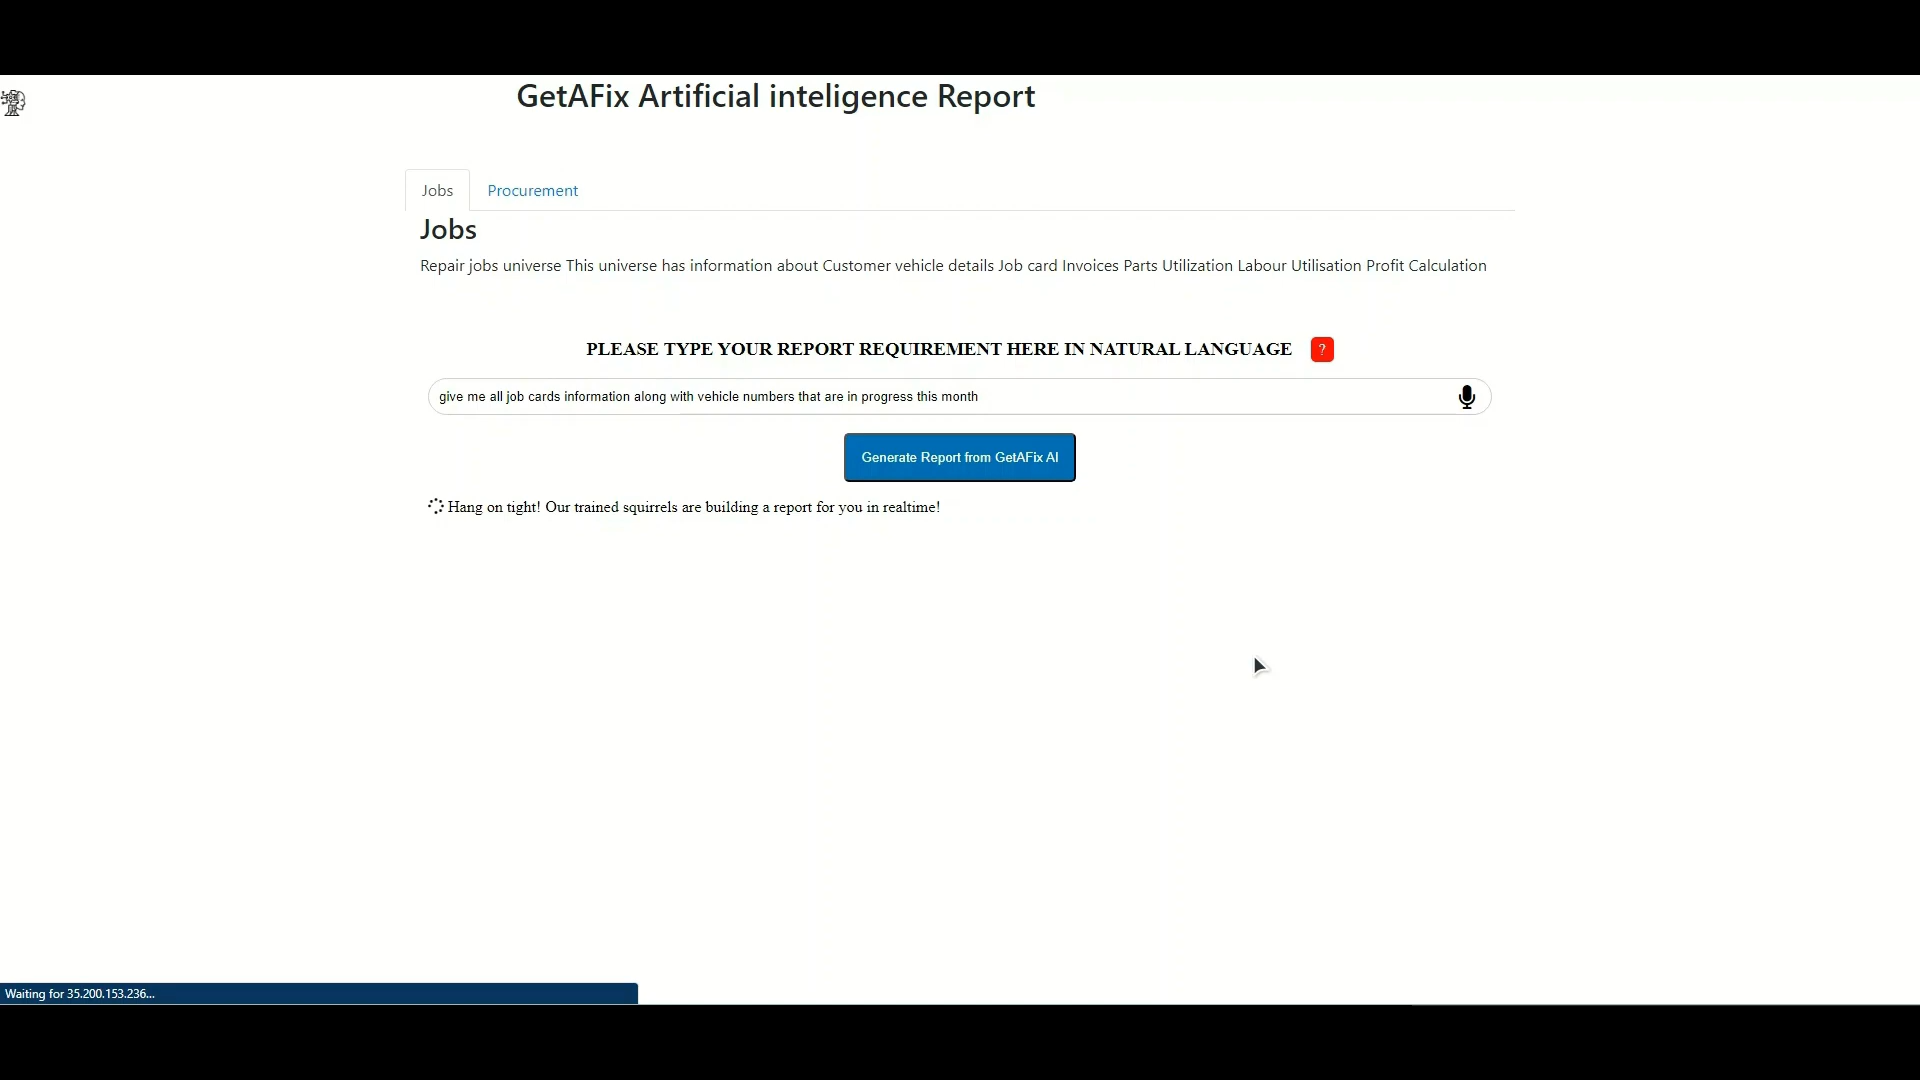 GetAFix Artificial inteligence Report
Jobs
Procurement
Jobs
Repair jobs universe This universe has information about Customer vehicle details Job card Invoices Parts Utilization Labour Utilisation Profit Calculation
PLEASE TYPE YOUR REPORT REQUIREMENT HERE IN NATURAL LANGUAGE ?
give me all job cards information along with vehicle numbers that are in progress this month
Generate Report from GetAFix AI
Hang on tight! Our trained squirrels are building a report for you in realtime!
Waiting for 35.200.153.236...